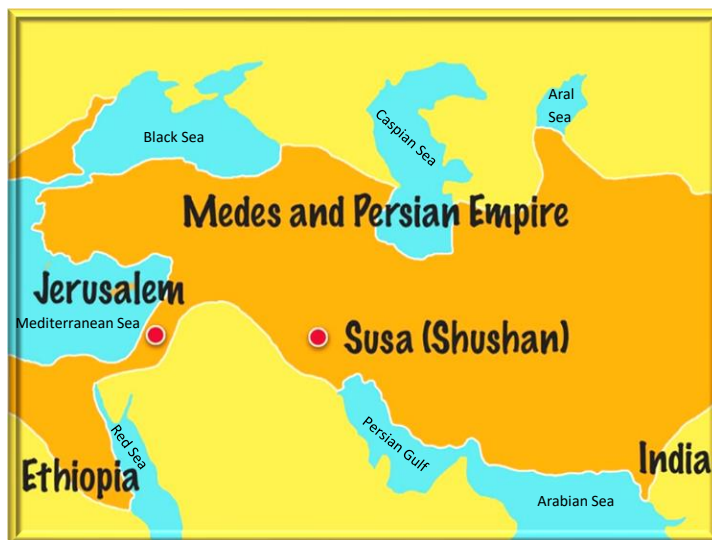 Aral
Sea
Black Sea
Caspian Sea
Medes and Persian Empire
Jerusalem
Mediterranean Sea
Susa (Shushan)
Red Sea
Persian Gulf
Ethiopia
India
Arabian Sea